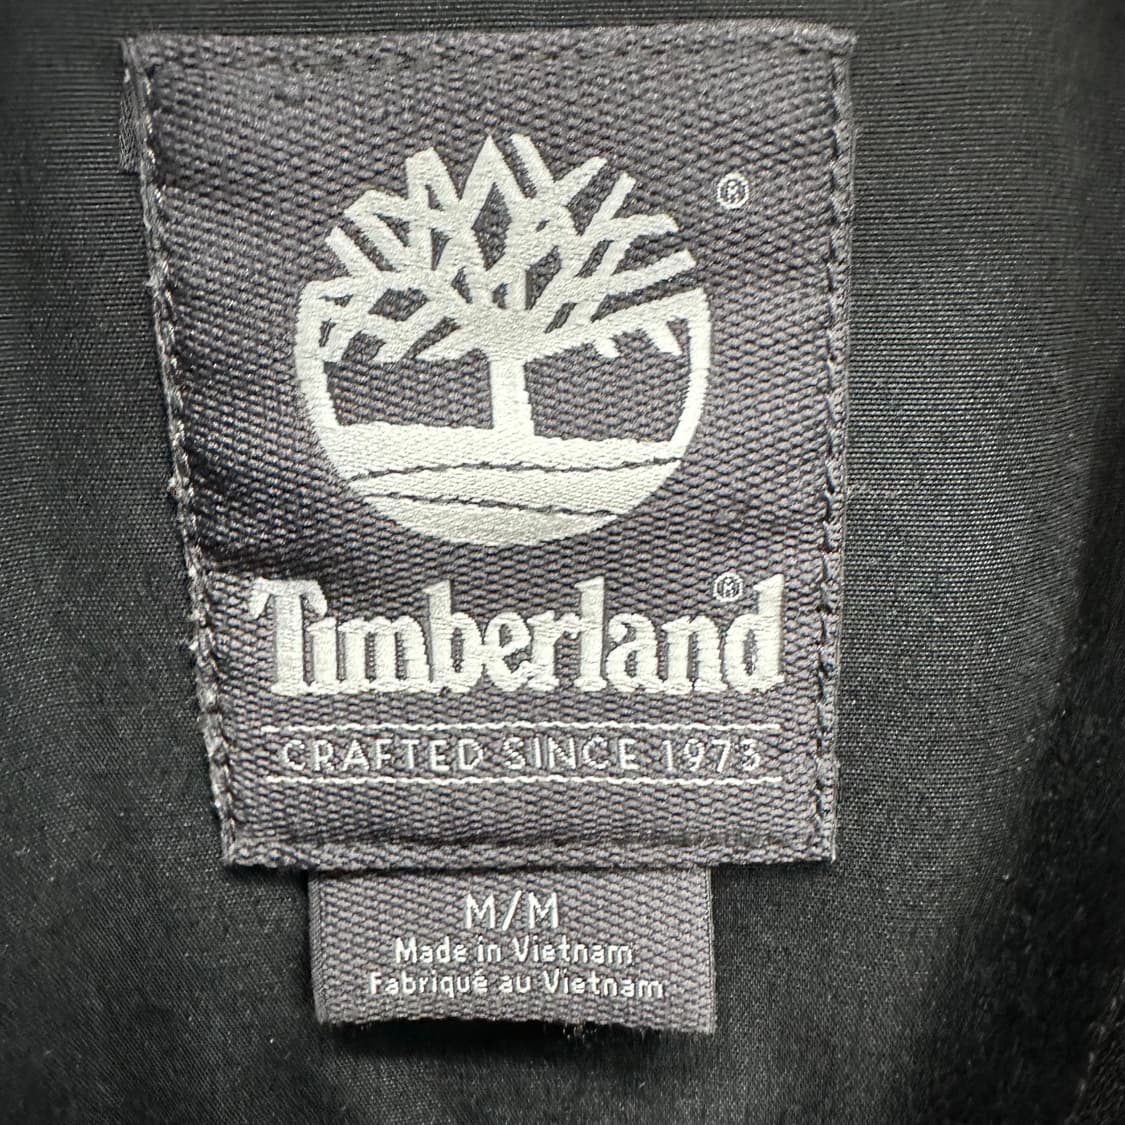 ®
Timberland®
CRAFTED SINCE 1973
M/M
Made in Vietnam
Fabriqué au Vietnam